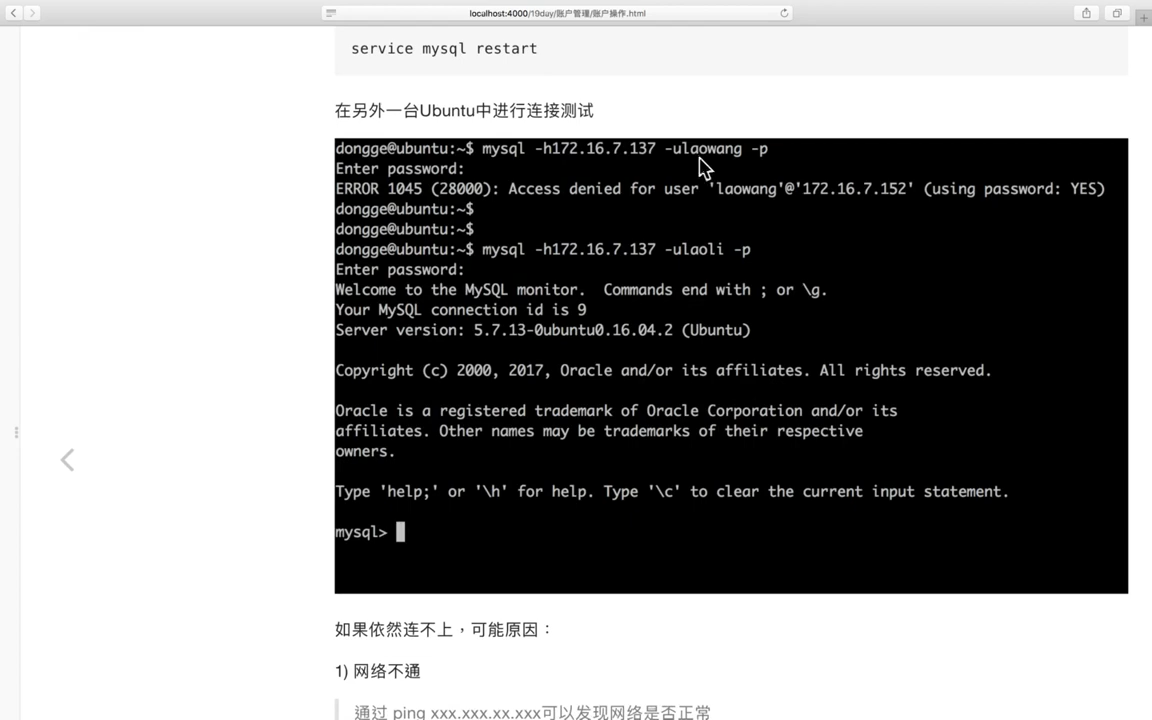 localhost:4000/19day/账户管理/账户操作.html
service mysql restart
在另外一台Ubuntu中进行连接测试
dongge@ubuntu:~$ mysql -h172.16.7.137 -ulaowang -p
Enter password:
ERROR 1045 (28000): Access denied for user 'laowang'@'172.16.7.152' (using password: YES)
dongge@ubuntu:~$
dongge@ubuntu:~$
dongge@ubuntu:~$ mysql -h172.16.7.137 -ulaoli -p
Enter password:
Welcome to the MySQL monitor.  Commands end with ; or \g.
Your MySQL connection id is 9
Server version: 5.7.13-0ubuntu0.16.04.2 (Ubuntu)
Copyright (c) 2000, 2017, Oracle and/or its affiliates. All rights reserved.
Oracle is a registered trademark of Oracle Corporation and/or its
affiliates. Other names may be trademarks of their respective
owners.
Type 'help;' or '\h' for help. Type '\c' to clear the current input statement.
mysql>
如果依然连不上，可能原因：
1) 网络不通
通过 ping xxx.xxx.xx.xxx可以发现网络是否正常